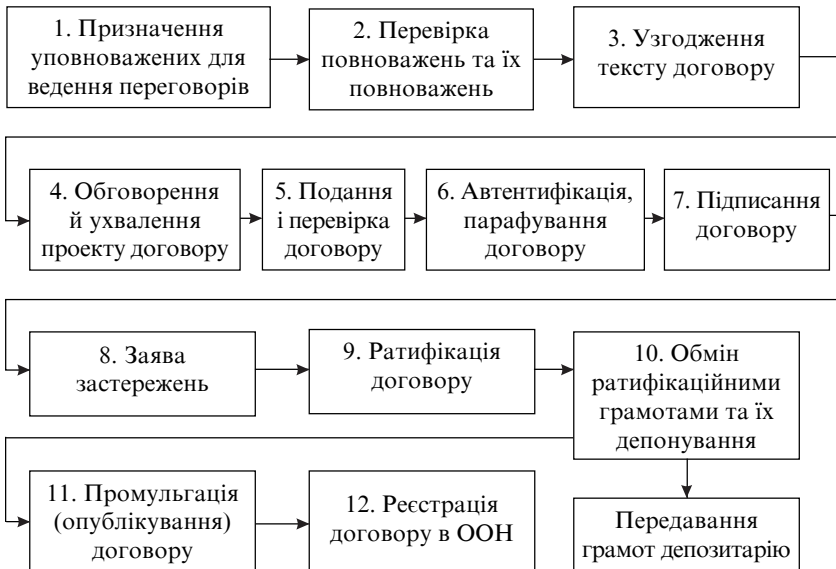 1. Призначення
уповноважених для
ведення переговорів
2. Перевірка
повноважень та їх
повноважень
3. Узгодження
тексту договору
4. Обговорення
й ухвалення
проекту договору
5. Подання
і перевірка
договору
6. Автентифікація,
парафування
договору
7. Підписання
договору
8. Заява
застережень
9. Ратифікація
договору
10. Обмін
ратифікаційними
грамотами та їх
депонування
11. Промульгація
(опублікування)
договору
12. Реєстрація
договору в ООН
Передавання
грамот депозитарію